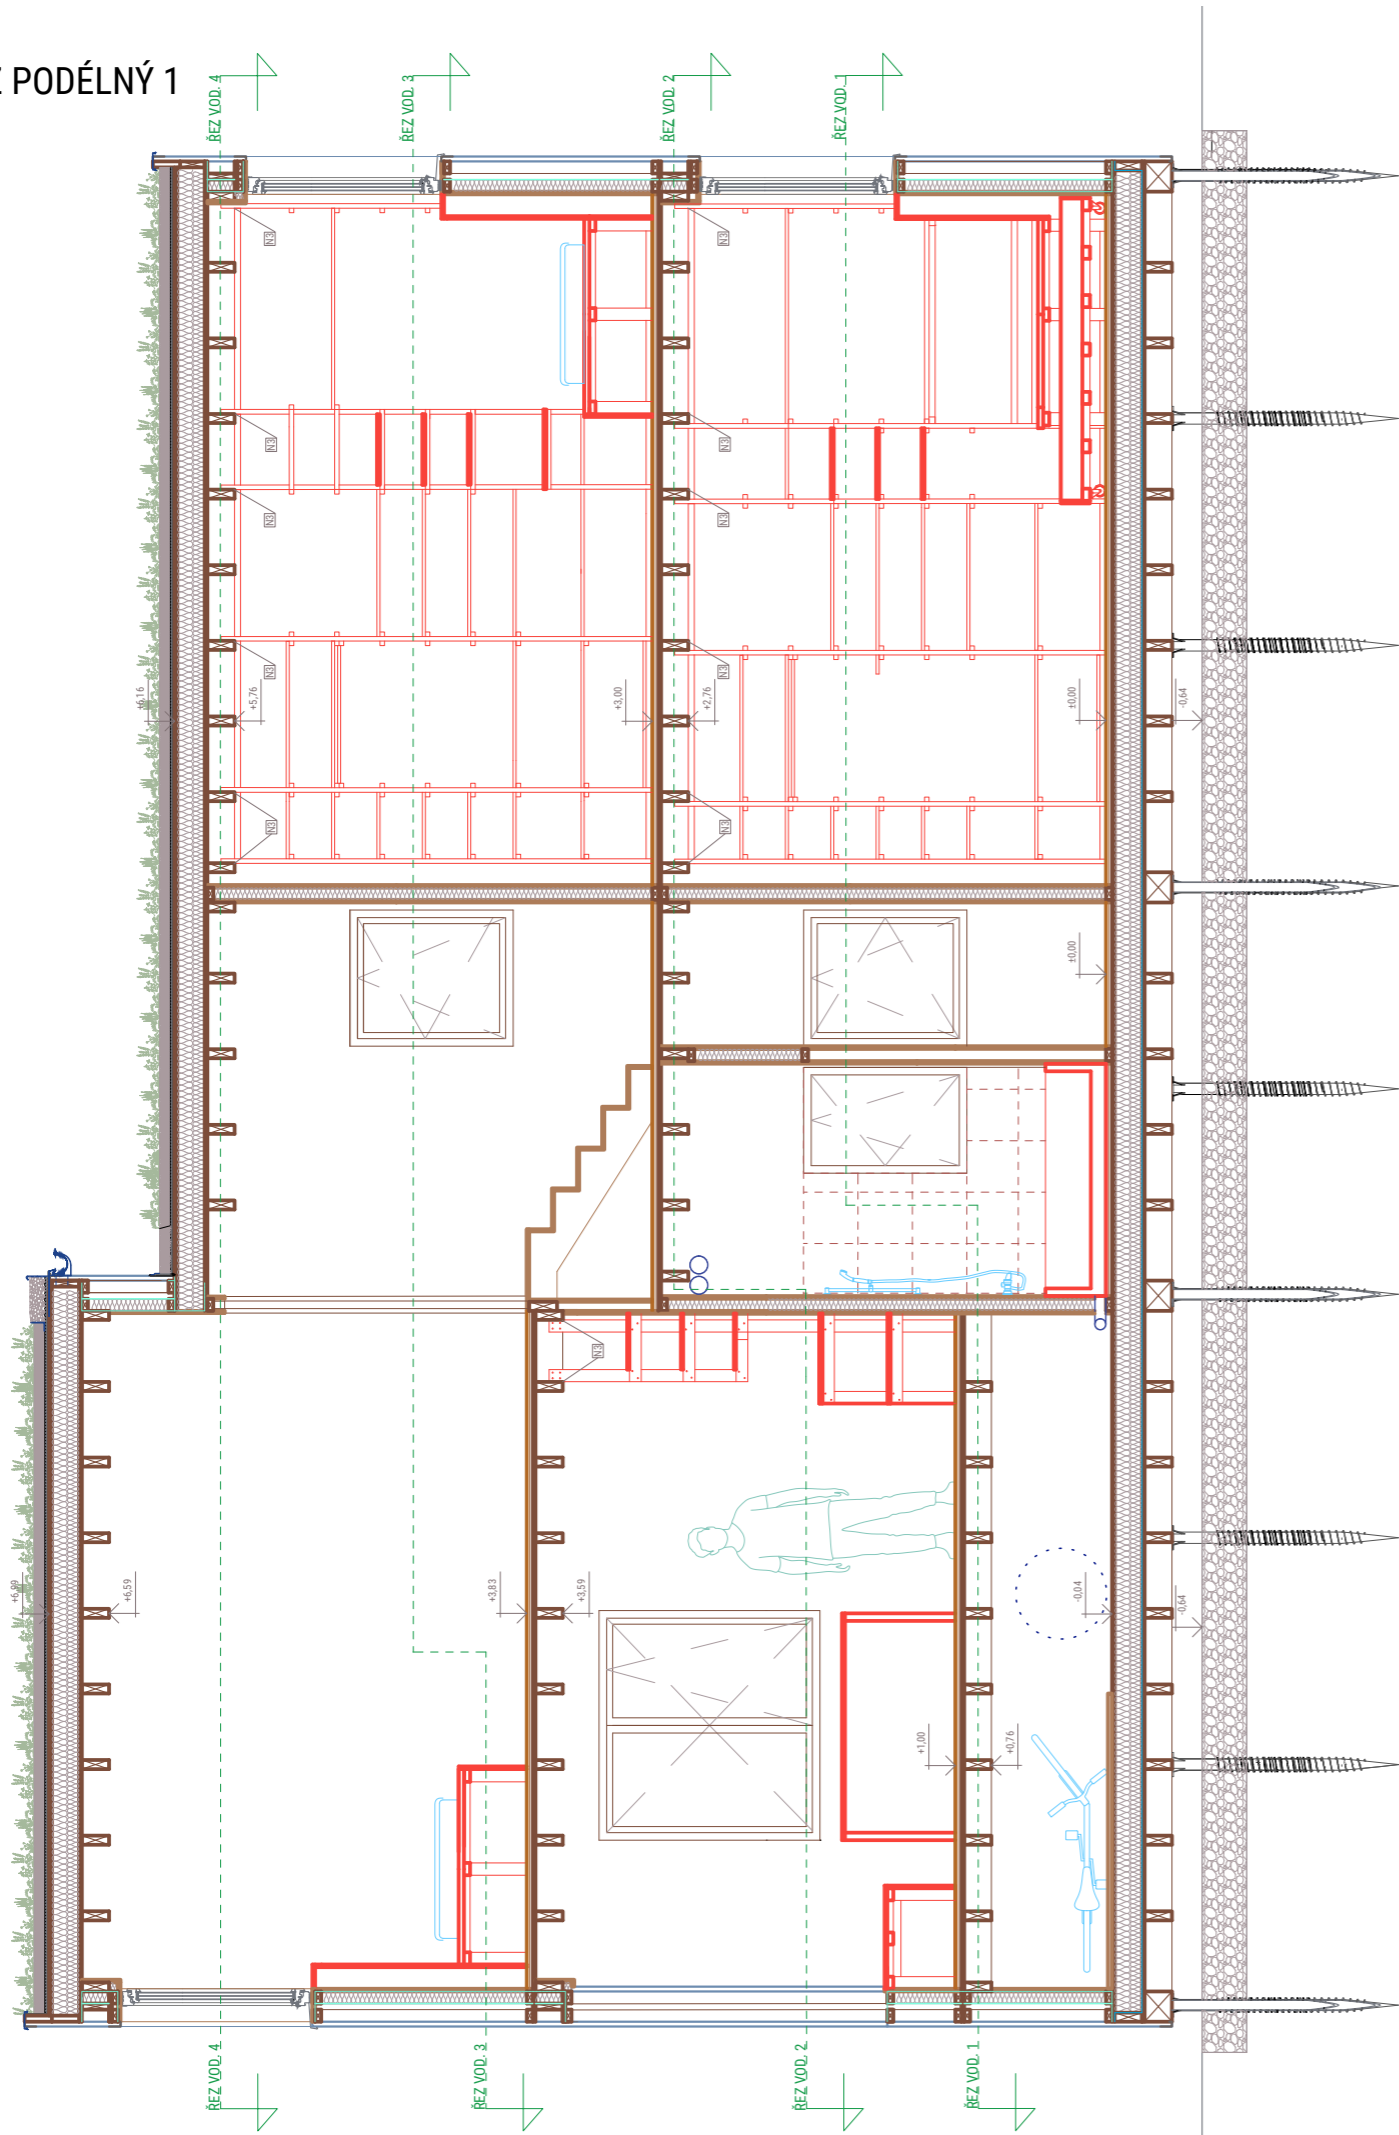 PODÉLNÝ 1
ŘEZ VOD. 4
ŘEZ VOD. 3
ŘEZ VOD. 2
ŘEZ VOD. 1
N3
N3
N3
N3
N3
N3
N3
N3
+6,16
+5,76
+3,00
+2,76
±0,00
-0,64
N3
N3
±0,00
N3
+6,99
+6,59
+3,83
+3,59
-0,04
-0,64
+1,00
+0,76
ŘEZ VOD. 4
ŘEZ VOD. 3
ŘEZ VOD. 2
ŘEZ VOD. 1